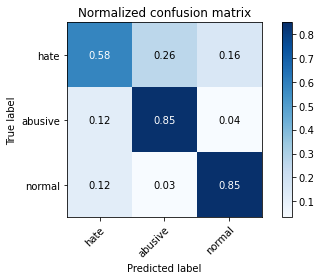 Normalized confusion matrix
True label
hate
abusive
normal
0.58 0.26 0.16
0.12 0.85 0.04
0.12 0.03 0.85
hate
abusive
normal
Predicted label
0.8
0.7
0.6
0.5
0.4
0.3
0.2
0.1